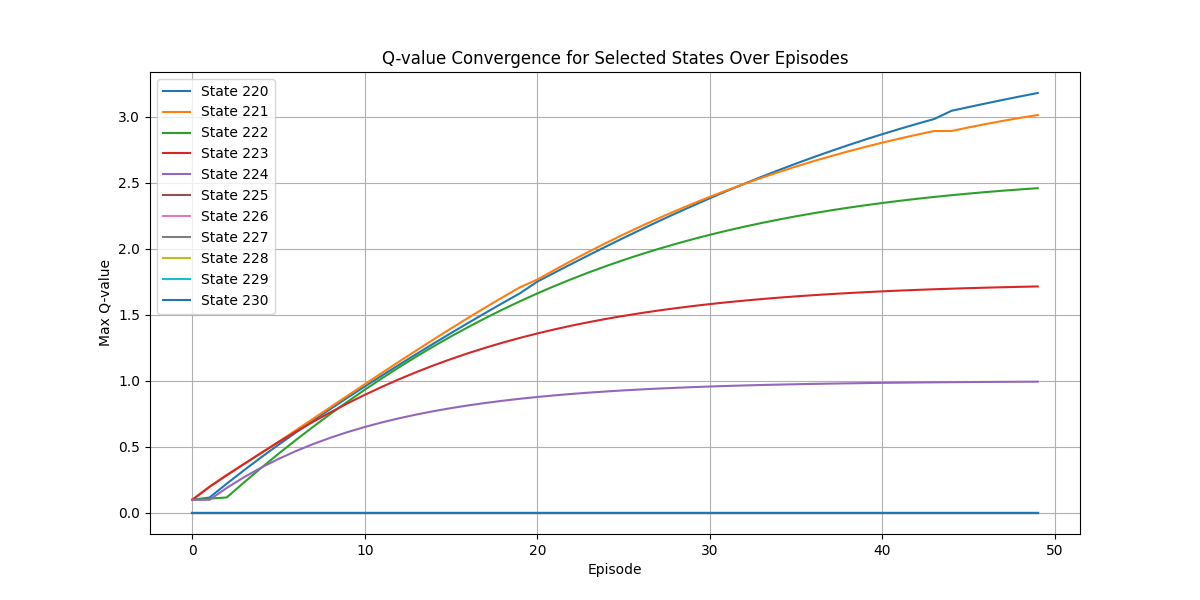 Q-value Convergence for Selected States Over Episodes
State 220
State 221
State 222
State 223
State 224
State 225
State 226
State 227
State 228
State 229
State 230
Max Q-value
3.0
2.5
2.0
1.5
1.0
0.5
0.0
0 10 20 30 40 50
Episode